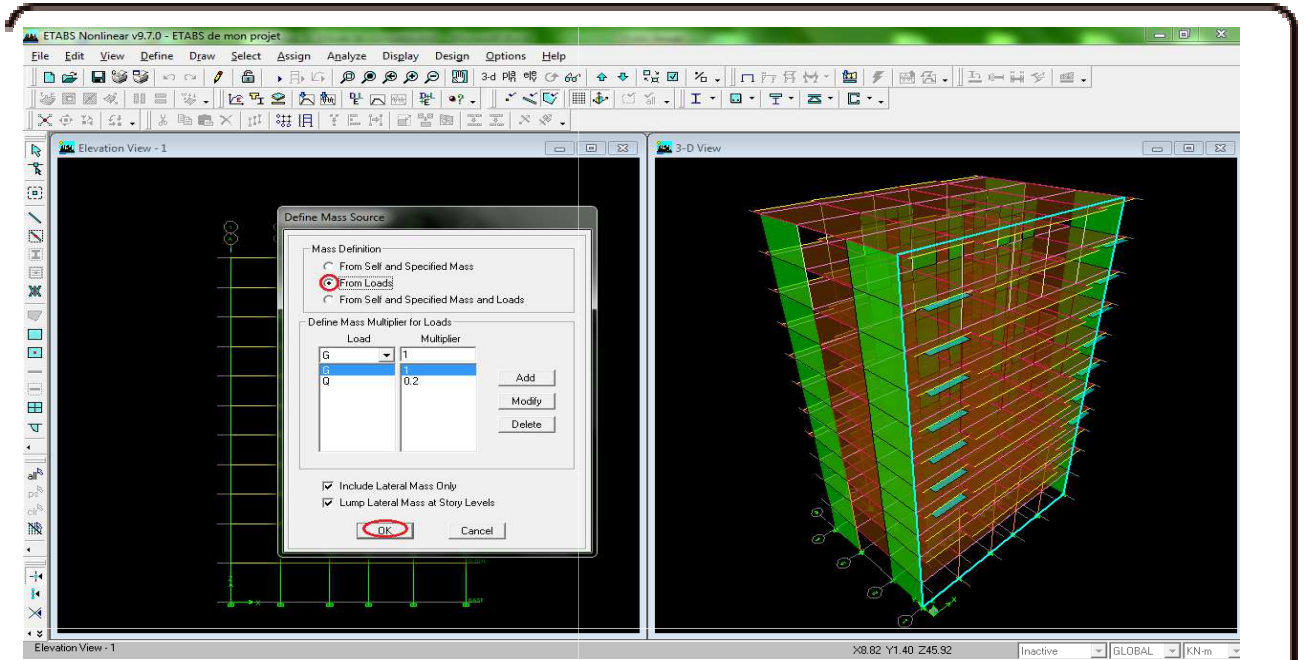 ETABS Nonlinear v9.7.0 - ETABS de mon projet
File Edit View Define Draw Select Assign Analyze Display Design Options Help
3-d
Elevation View - 1
3-D View
Define Mass Source
Mass Definition
From Self and Specified Mass
From Loads
From Self and Specified Mass and Loads
Define Mass Multiplier for Loads
Load Multiplier
G 1
G 1
Q 0.2
Add
Modify
Delete
Include Lateral Mass Only
Lump Lateral Mass at Story Levels
OK Cancel
BASE
X
all
ps
clr
Elevation View - 1
X8.82 Y1.40 Z45.92
Inactive
GLOBAL
KN-m